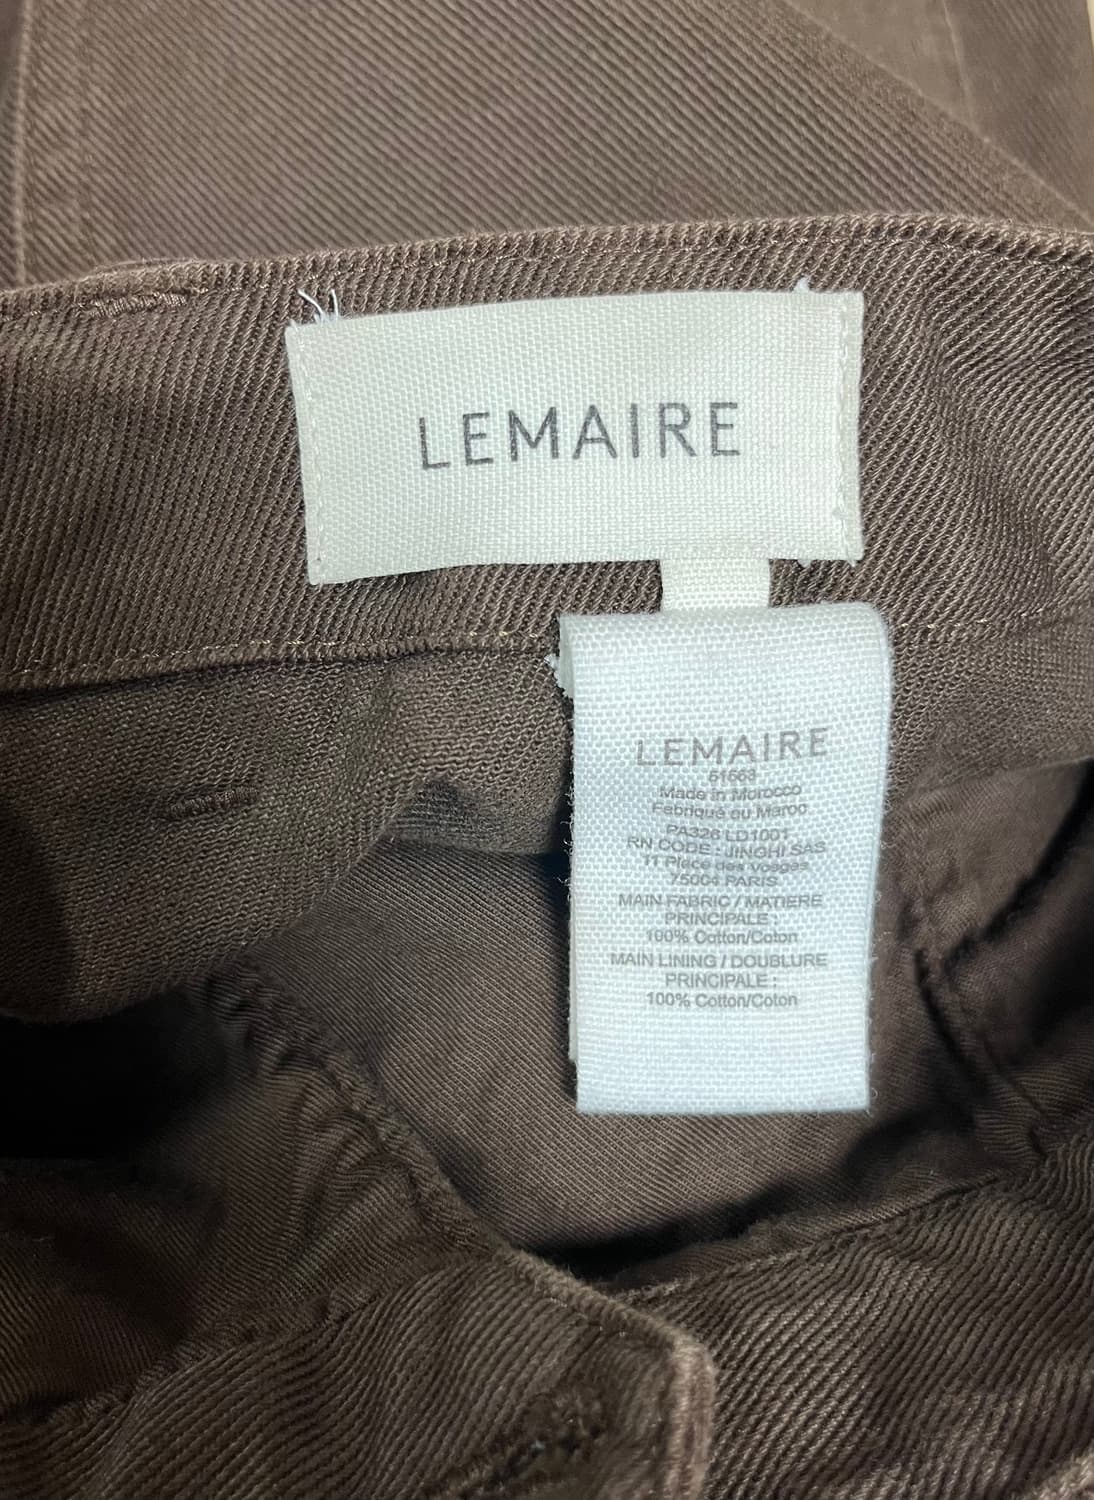 LEMAIRE
LEMAIRE
51563
Made in Morocco
Fabriqué au Maroc
PA326 LD1001
RN CODE : JINGHI SAS
11 Place des Vosges
75004 PARIS
MAIN FABRIC / MATIERE
PRINCIPALE :
100% Cotton/Coton
MAIN LINING / DOUBLURE
PRINCIPALE :
100% Cotton/Coton